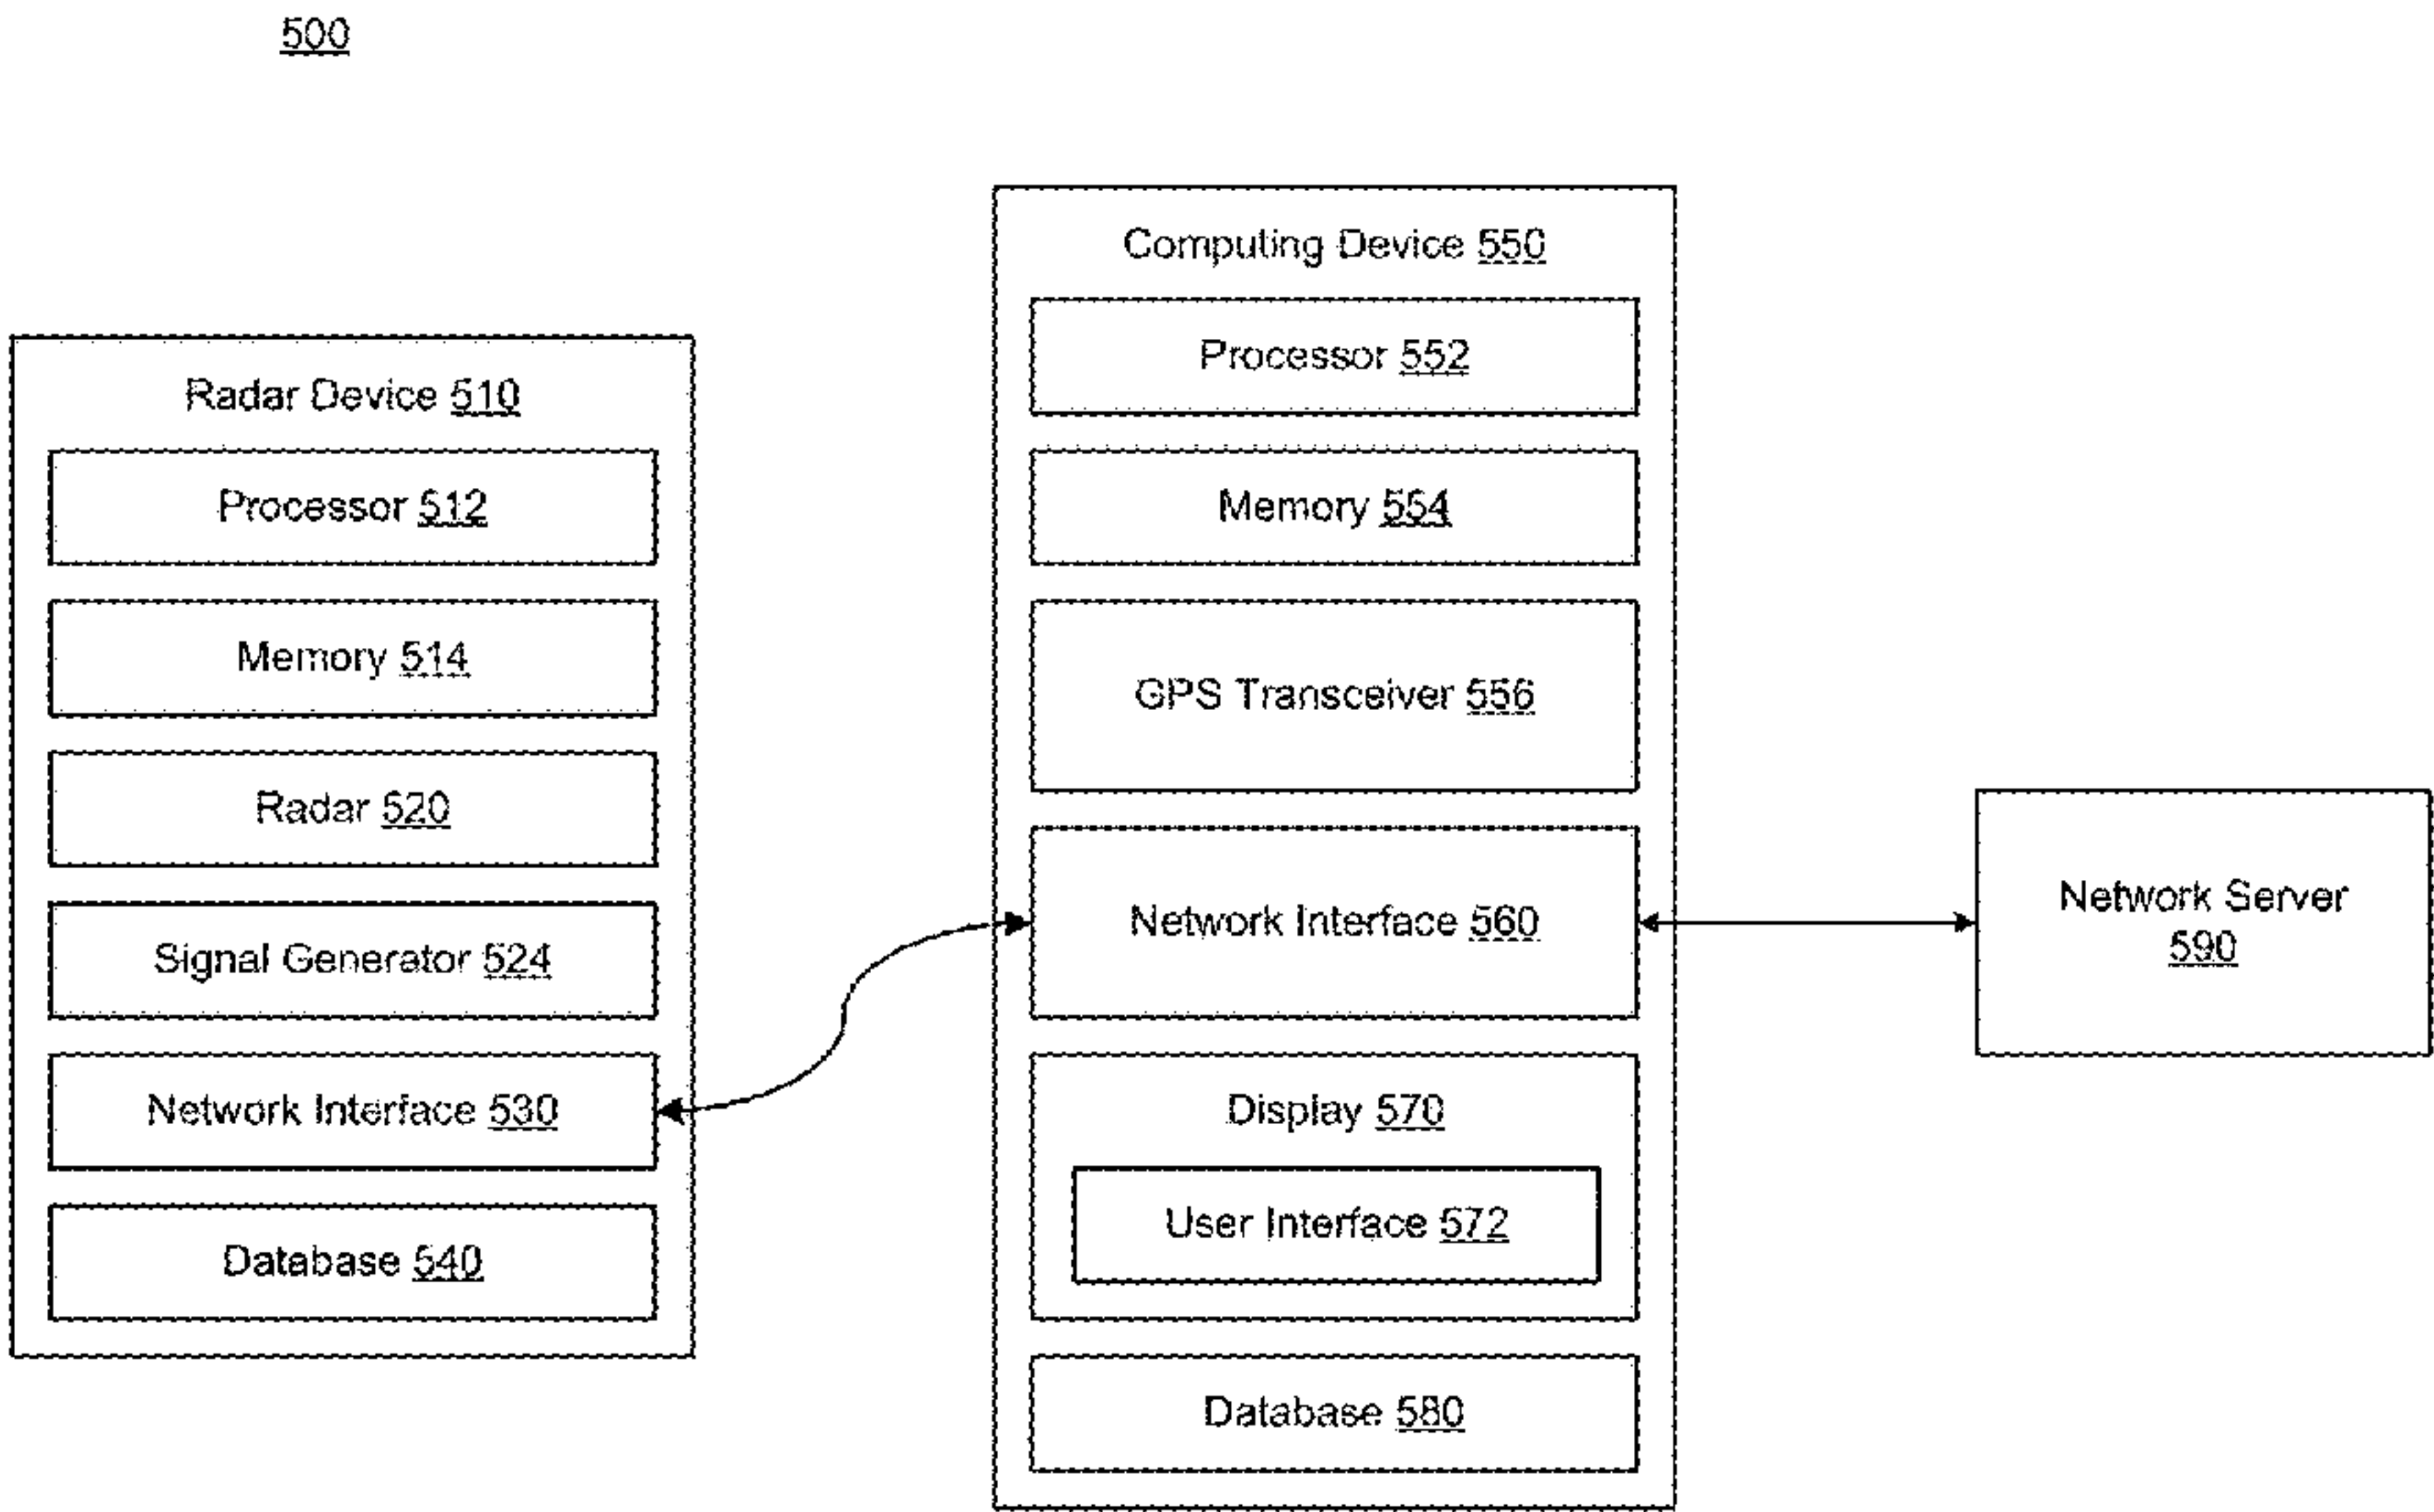 500
Radar Device 510
Processor 512
Memory 514
Radar 520
Signal Generator 524
Network Interface 530
Database 540
Computing Device 550
Processor 552
Memory 554
GPS Transceiver 556
Network Interface 560
Display 570
User Interface 572
Database 580
Network Server
590